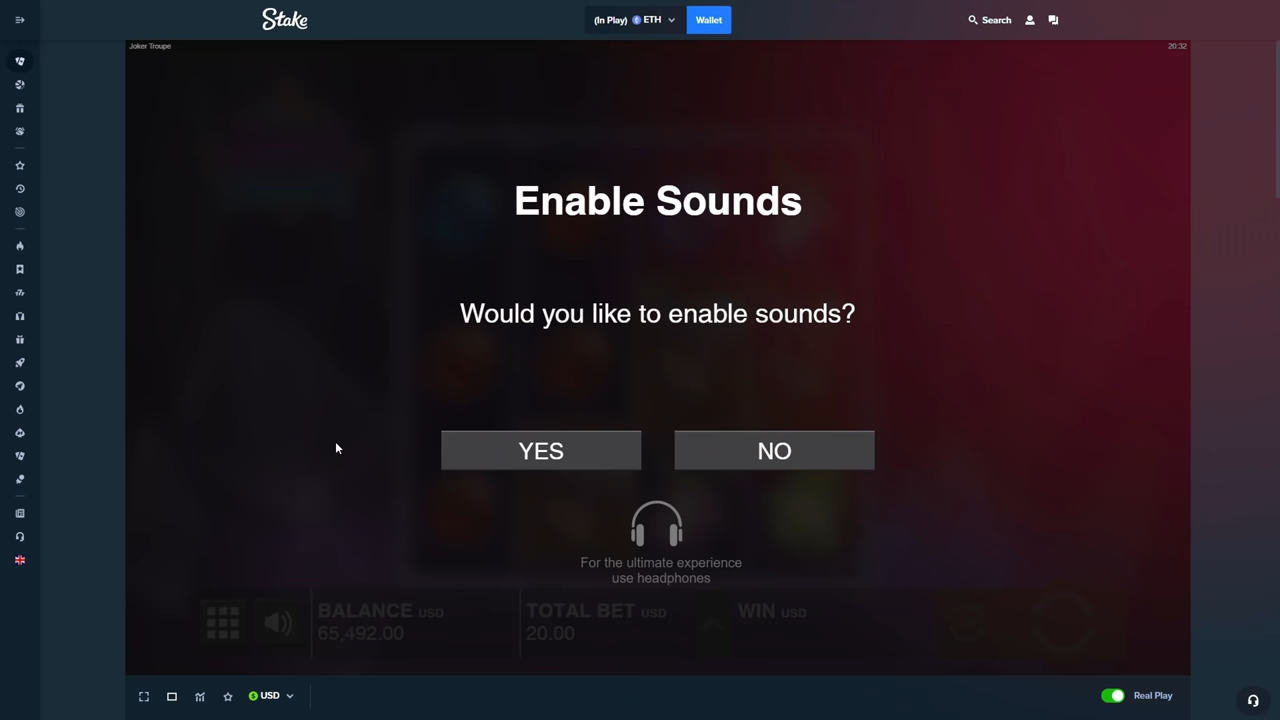 Stake
(In Play) ETH
Wallet
Search
Joker Troupe
20:32
Enable Sounds
Would you like to enable sounds?
YES
NO
For the ultimate experience
use headphones
BALANCE USD
65,492.00
TOTAL BET USD
20.00
WIN USD
USD
Real Play